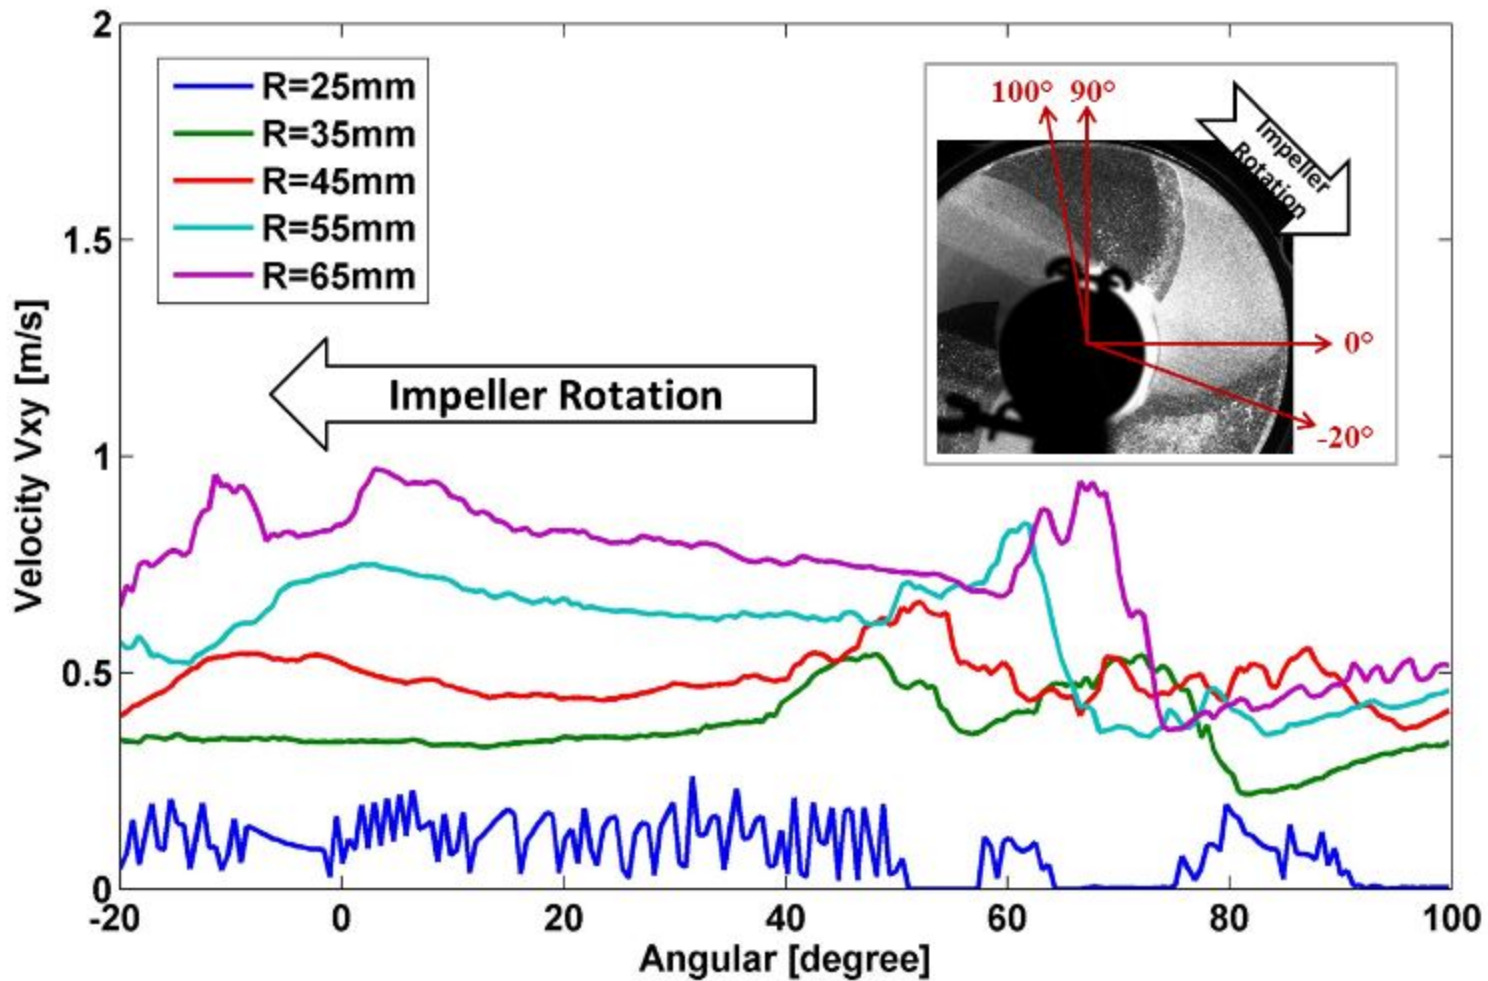 2
1.5
1
0.5
0
-20
0
20
40
60
80
100
Velocity Vxy [m/s]
Angular [degree]
R=25mm
R=35mm
R=45mm
R=55mm
R=65mm
Impeller Rotation
100° 90°
Impeller
Rotation
0°
-20°